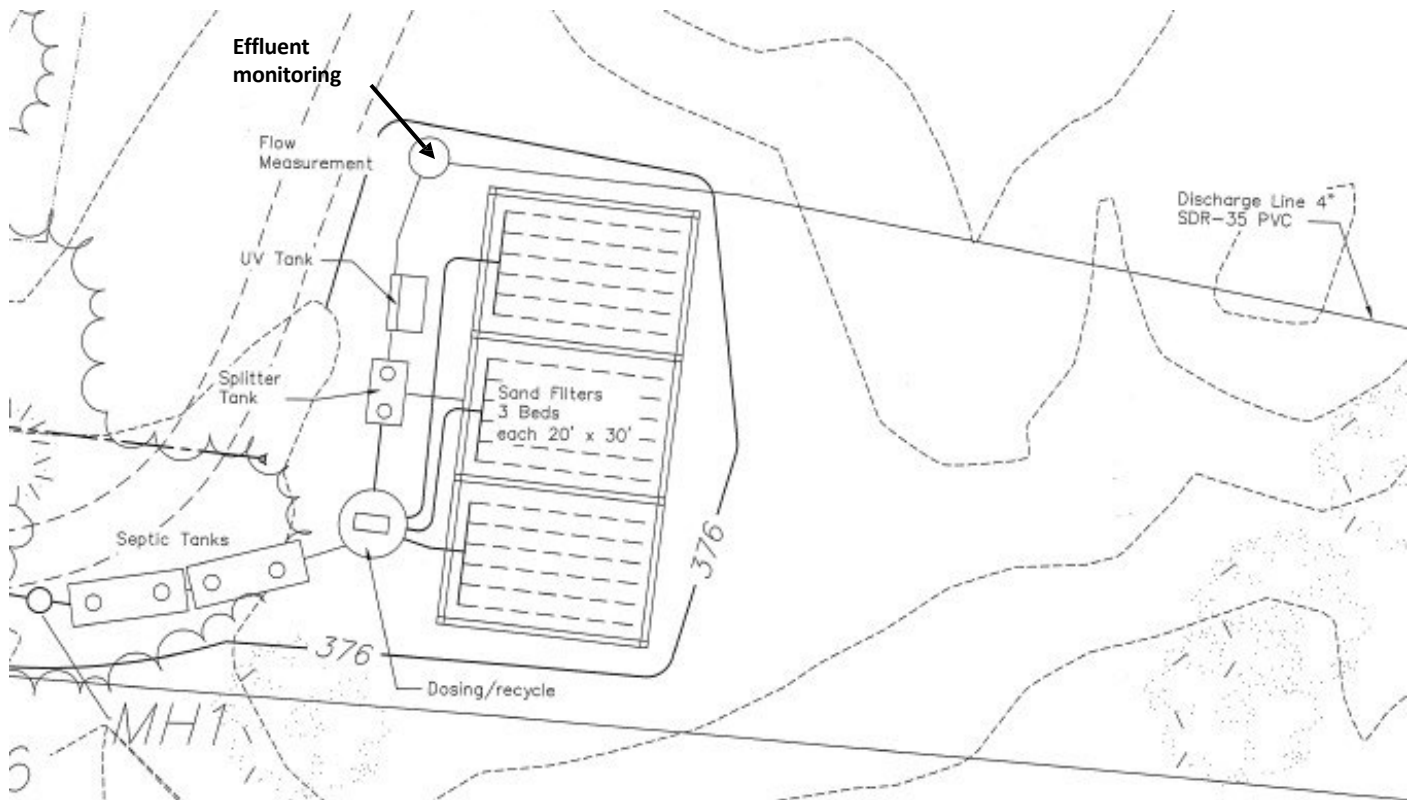 Effluent
monitoring
Flow
Measurement
Discharge Line 4"
SDR-35 PVC
UV Tank
Splitter
Tank
Sand Filters
3 Beds
each 20' x 30'
Septic Tanks
376
376
Dosing/recycle
MH1
6